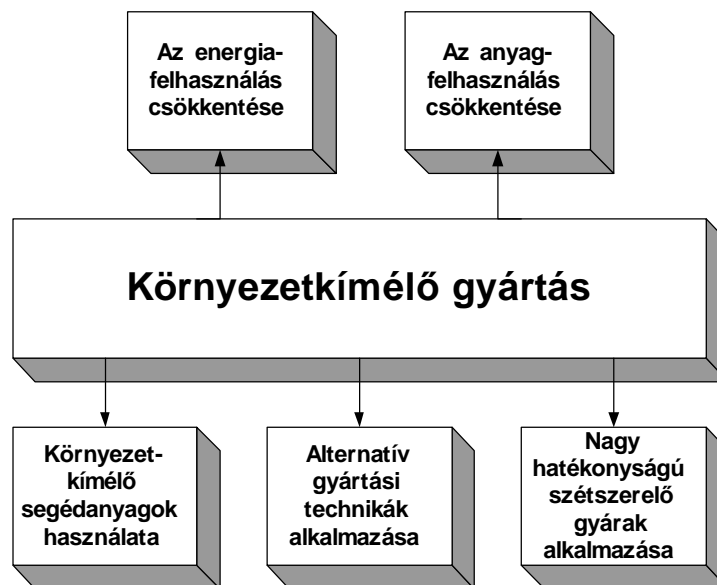 Az energia-
felhasználás
csökkentése
Az anyag-
felhasználás
csökkentése
Környezetkímélő gyártás
Környezet-
kímélő
segédanyagok
használata
Alternatív
gyártási
technikák
alkalmazása
Nagy
hatékonyságú
szétszerelő
gyárak
alkalmazása